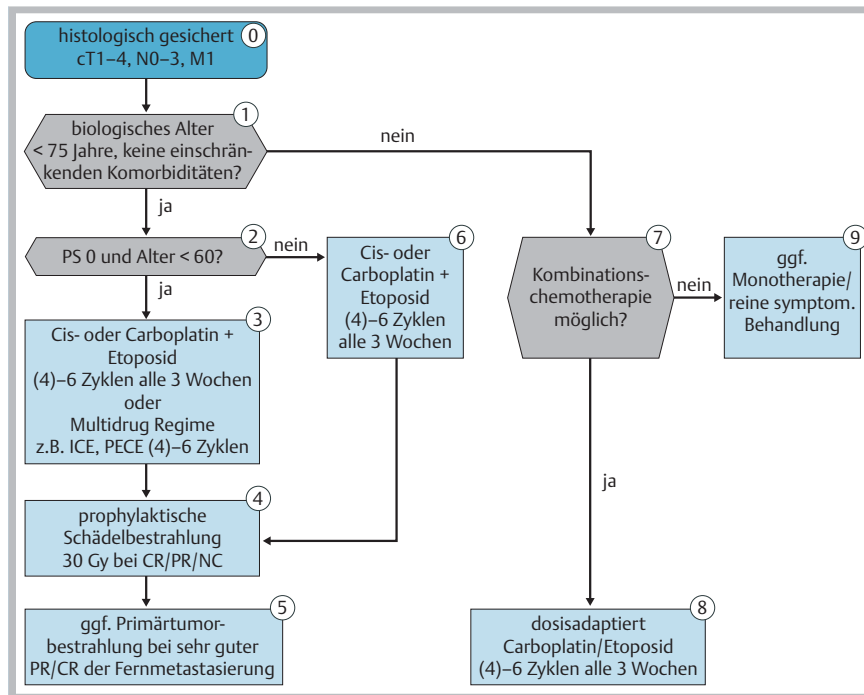 histologisch gesichert
cT1–4, N0–3, M1
0
biologisches Alter
< 75 Jahre, keine einschrän-
kenden Komorbiditäten?
1
nein
ja
PS 0 und Alter < 60?
2
nein
ja
Cis- oder
Carboplatin +
Etoposid
(4)–6 Zyklen
alle 3 Wochen
6
Kombinations-
chemotherapie
möglich?
7
nein
ggf.
Monotherapie/
reine symptom.
Behandlung
9
Cis- oder Carboplatin +
Etoposid
(4)–6 Zyklen alle 3 Wochen
oder
Multidrug Regime
z.B. ICE, PECE (4)–6 Zyklen
3
ja
prophylaktische
Schädelbestrahlung
30 Gy bei CR/PR/NC
4
ggf. Primärtumor-
bestrahlung bei sehr guter
PR/CR der Fernmetastasierung
5
dosisadaptiert
Carboplatin/Etoposid
(4)–6 Zyklen alle 3 Wochen
8